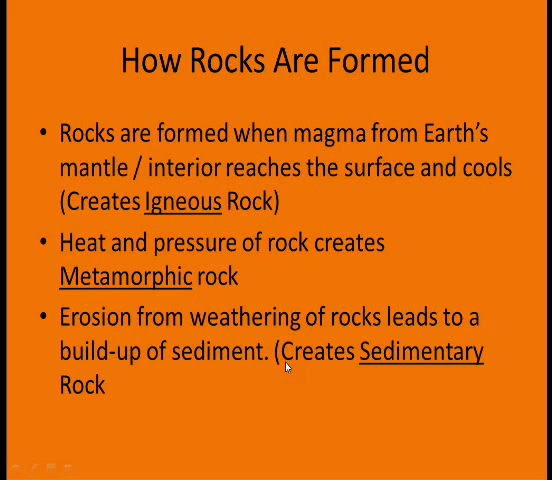 How Rocks Are Formed
• Rocks are formed when magma from Earth's
mantle / interior reaches the surface and cools
(Creates Igneous Rock)
• Heat and pressure of rock creates
Metamorphic rock
• Erosion from weathering of rocks leads to a
build-up of sediment. (Creates Sedimentary
Rock